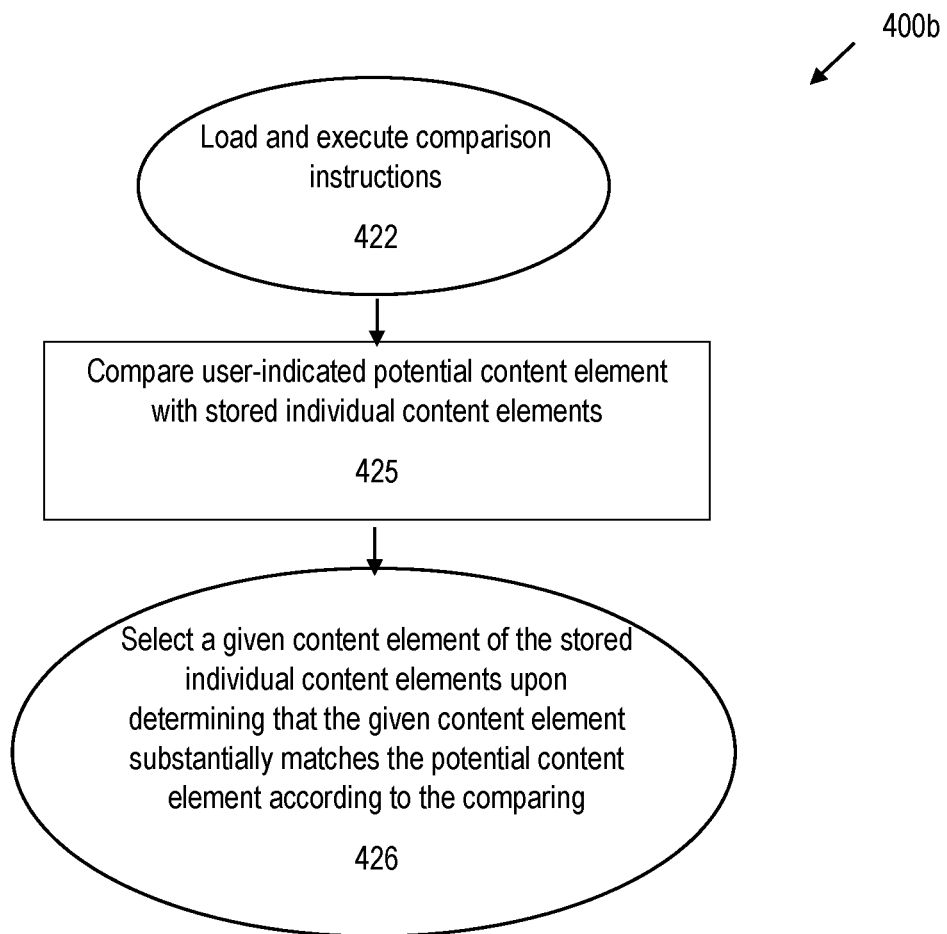 400b
Load and execute comparison
instructions
422
Compare user-indicated potential content element
with stored individual content elements
425
Select a given content element of the stored
individual content elements upon
determining that the given content element
substantially matches the potential content
element according to the comparing
426